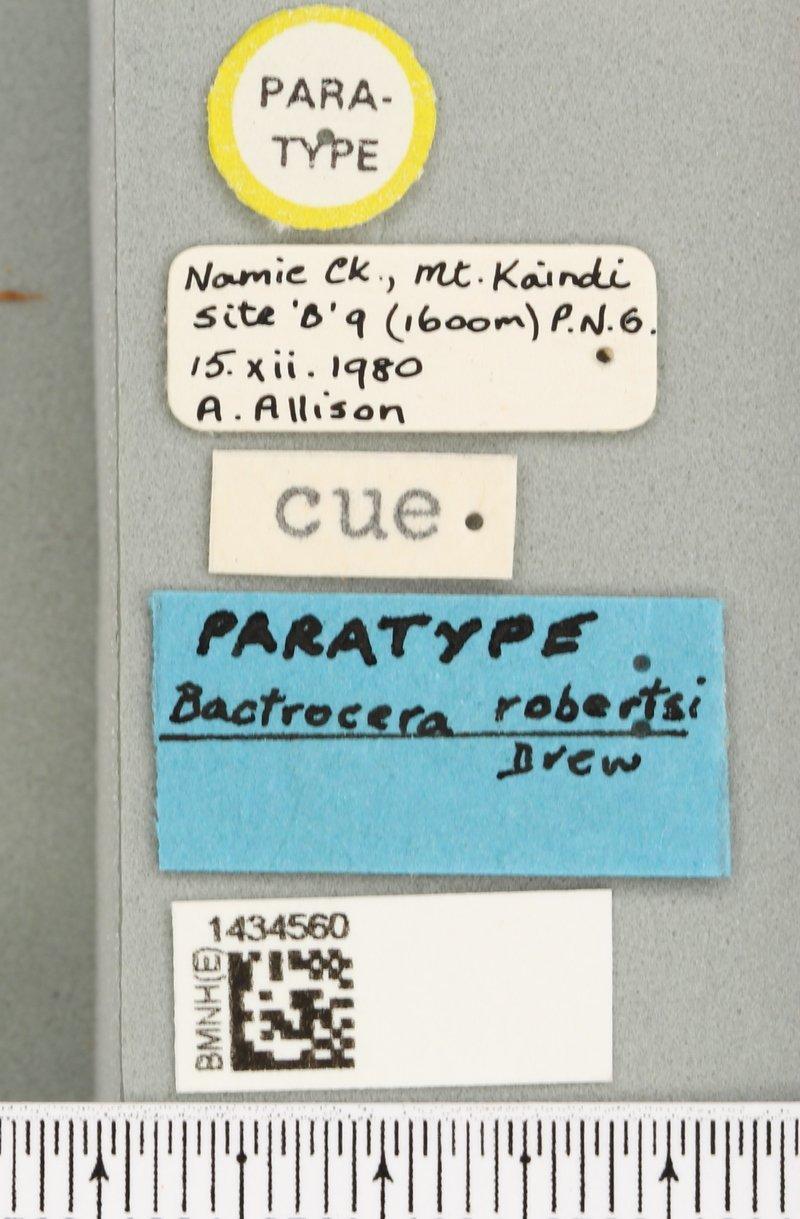 PARA-
TYPE
Namie Ck., Mt. Kaindi
site 'B' 9 (1600m) P.N.G.
15.xii.1980
A. Allison
cue.
PARATYPE
Bactrocera robertsi
Drew
1434560
BMNH(E)